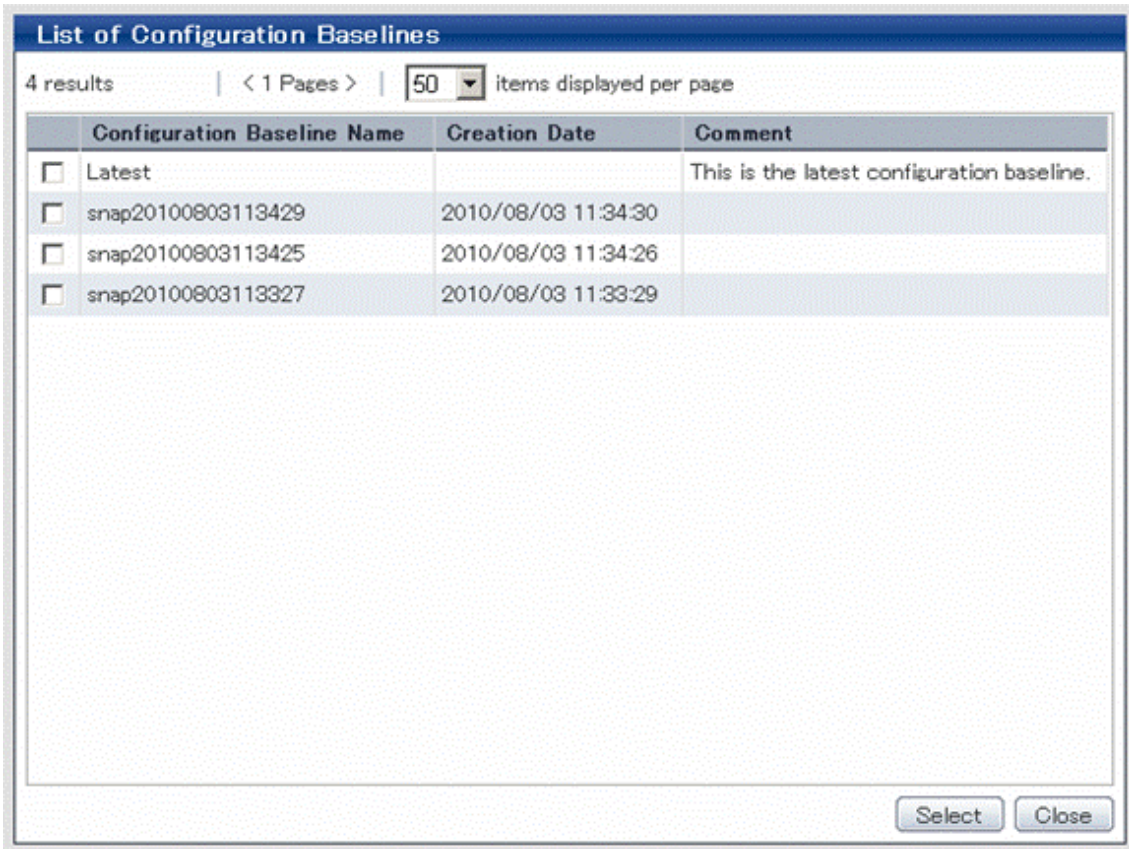 List of Configuration Baselines
4 results | < 1 Pages > | 50 items displayed per page
Configuration Baseline Name Creation Date Comment
Latest This is the latest configuration baseline.
snap20100803113429 2010/08/03 11:34:30
snap20100803113425 2010/08/03 11:34:26
snap20100803113327 2010/08/03 11:33:29
Select Close